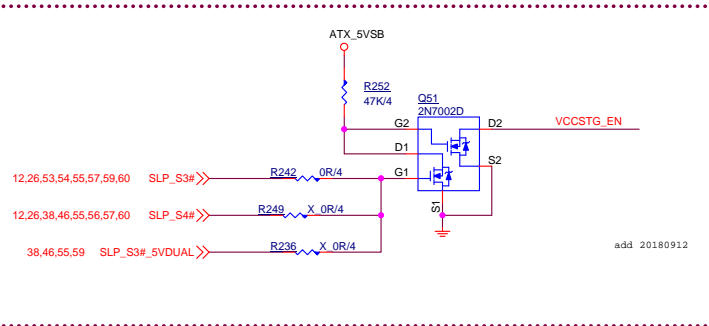 ATX_5VSB
R252
47K/4
Q51
2N7002D
G2
D2
VCCSTG_EN
D1
S2
12,26,53,54,55,57,59,60 SLP_S3#
R242
0R/4
G1
S1
12,26,38,46,55,56,57,60 SLP_S4#
R249
X_0R/4
38,46,55,59 SLP_S3#_5VDUAL
R236
X_0R/4
add 20180912